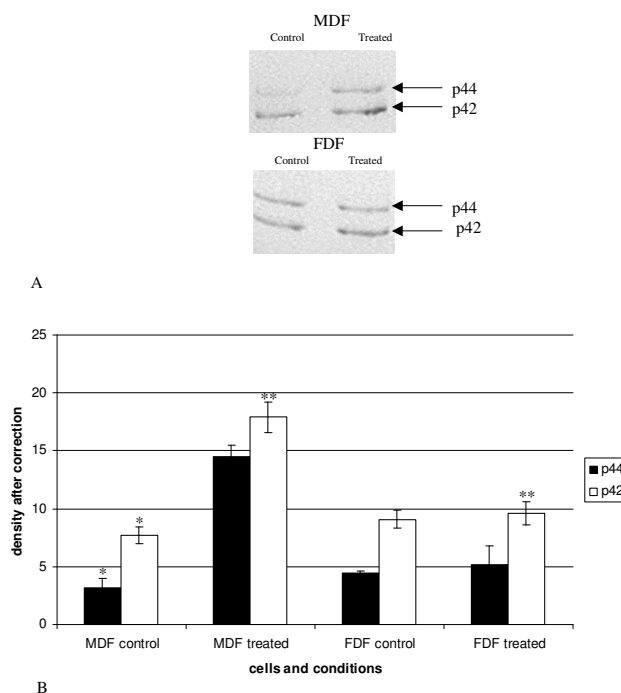 MDF
Control Treated
p44
p42
FDF
Control Treated
p44
p42
A
25
20
15
10
5
0
density after correction
**
*
*
**
p44
p42
MDF control MDF treated FDF control FDF treated
cells and conditions
B